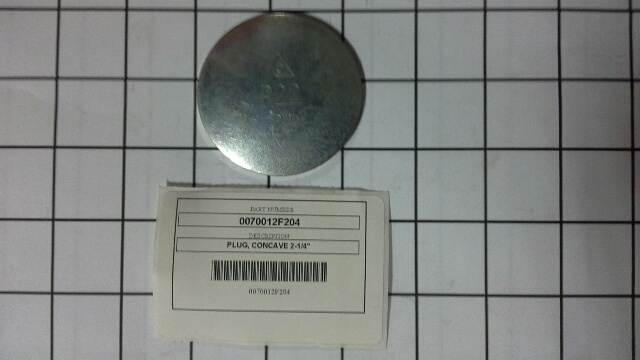 PART NUMBER
0070012F204
DESCRIPTION
PLUG, CONCAVE 2-1/4"
0070012F204